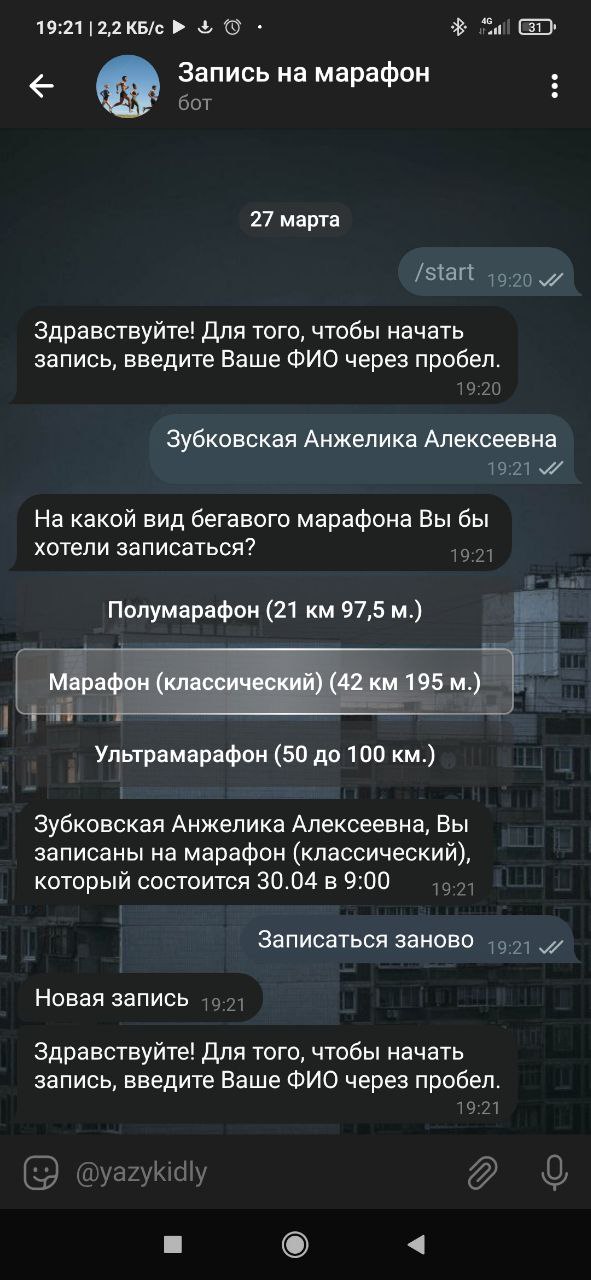 19:21 | 2,2 КБ/с
4G
31
Запись на марафон
бот
27 марта
/start 19:20
Здравствуйте! Для того, чтобы начать
запись, введите Ваше ФИО через пробел.
19:20
Зубковская Анжелика Алексеевна
19:21
На какой вид бегавого марафона Вы бы
хотели записаться? 19:21
Полумарафон (21 км 97,5 м.)
Марафон (классический) (42 км 195 м.)
Ультрамарафон (50 до 100 км.)
Зубковская Анжелика Алексеевна, Вы
записаны на марафон (классический),
который состоится 30.04 в 9:00 19:21
Записаться заново 19:21
Новая запись 19:21
Здравствуйте! Для того, чтобы начать
запись, введите Ваше ФИО через пробел.
19:21
@yazykidly